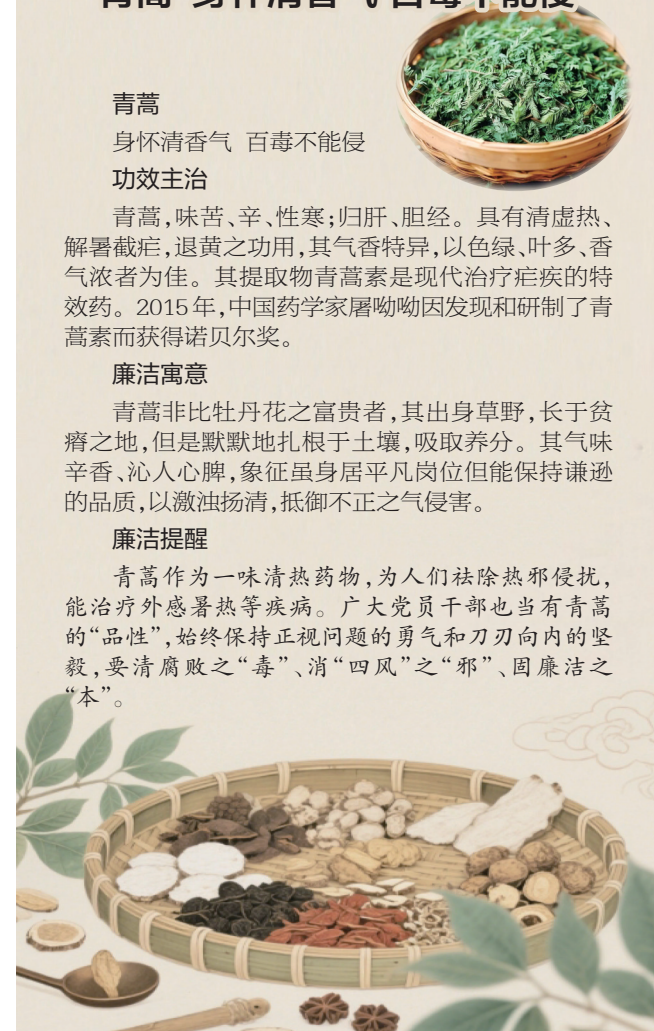 青蒿 身怀清香气 百毒不能侵
青蒿
身怀清香气 百毒不能侵
功效主治
青蒿,味苦、辛、性寒;归肝、胆经。具有清虚热、
解暑截疟,退黄之功用,其气香特异,以色绿、叶多、香
气浓者为佳。其提取物青蒿素是现代治疗疟疾的特
效药。2015年,中国药学家屠呦呦因发现和研制了青
蒿素而获得诺贝尔奖。
廉洁寓意
青蒿非比牡丹花之富贵者,其出身草野,长于贫
瘠之地,但是默默地扎根于土壤,吸取养分。其气味
辛香、沁人心脾,象征虽身居平凡岗位但能保持谦逊
的品质,以激浊扬清,抵御不正之气侵害。
廉洁提醒
青蒿作为一味清热药物,为人们祛除热邪侵扰,
能治疗外感暑热等疾病。广大党员干部也当有青蒿
的“品性”,始终保持正视问题的勇气和刀刃向内的坚
毅,要清腐败之“毒”、消“四风”之“邪”、固廉洁之
“本”。